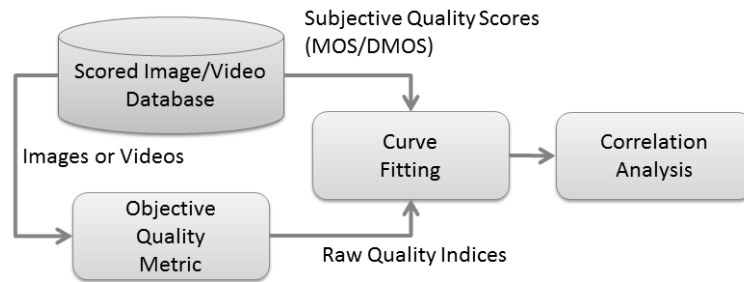 Subjective Quality Scores
(MOS/DMOS)
Scored Image/Video
Database
Images or Videos
Curve
Fitting
Correlation
Analysis
Objective
Quality
Metric
Raw Quality Indices